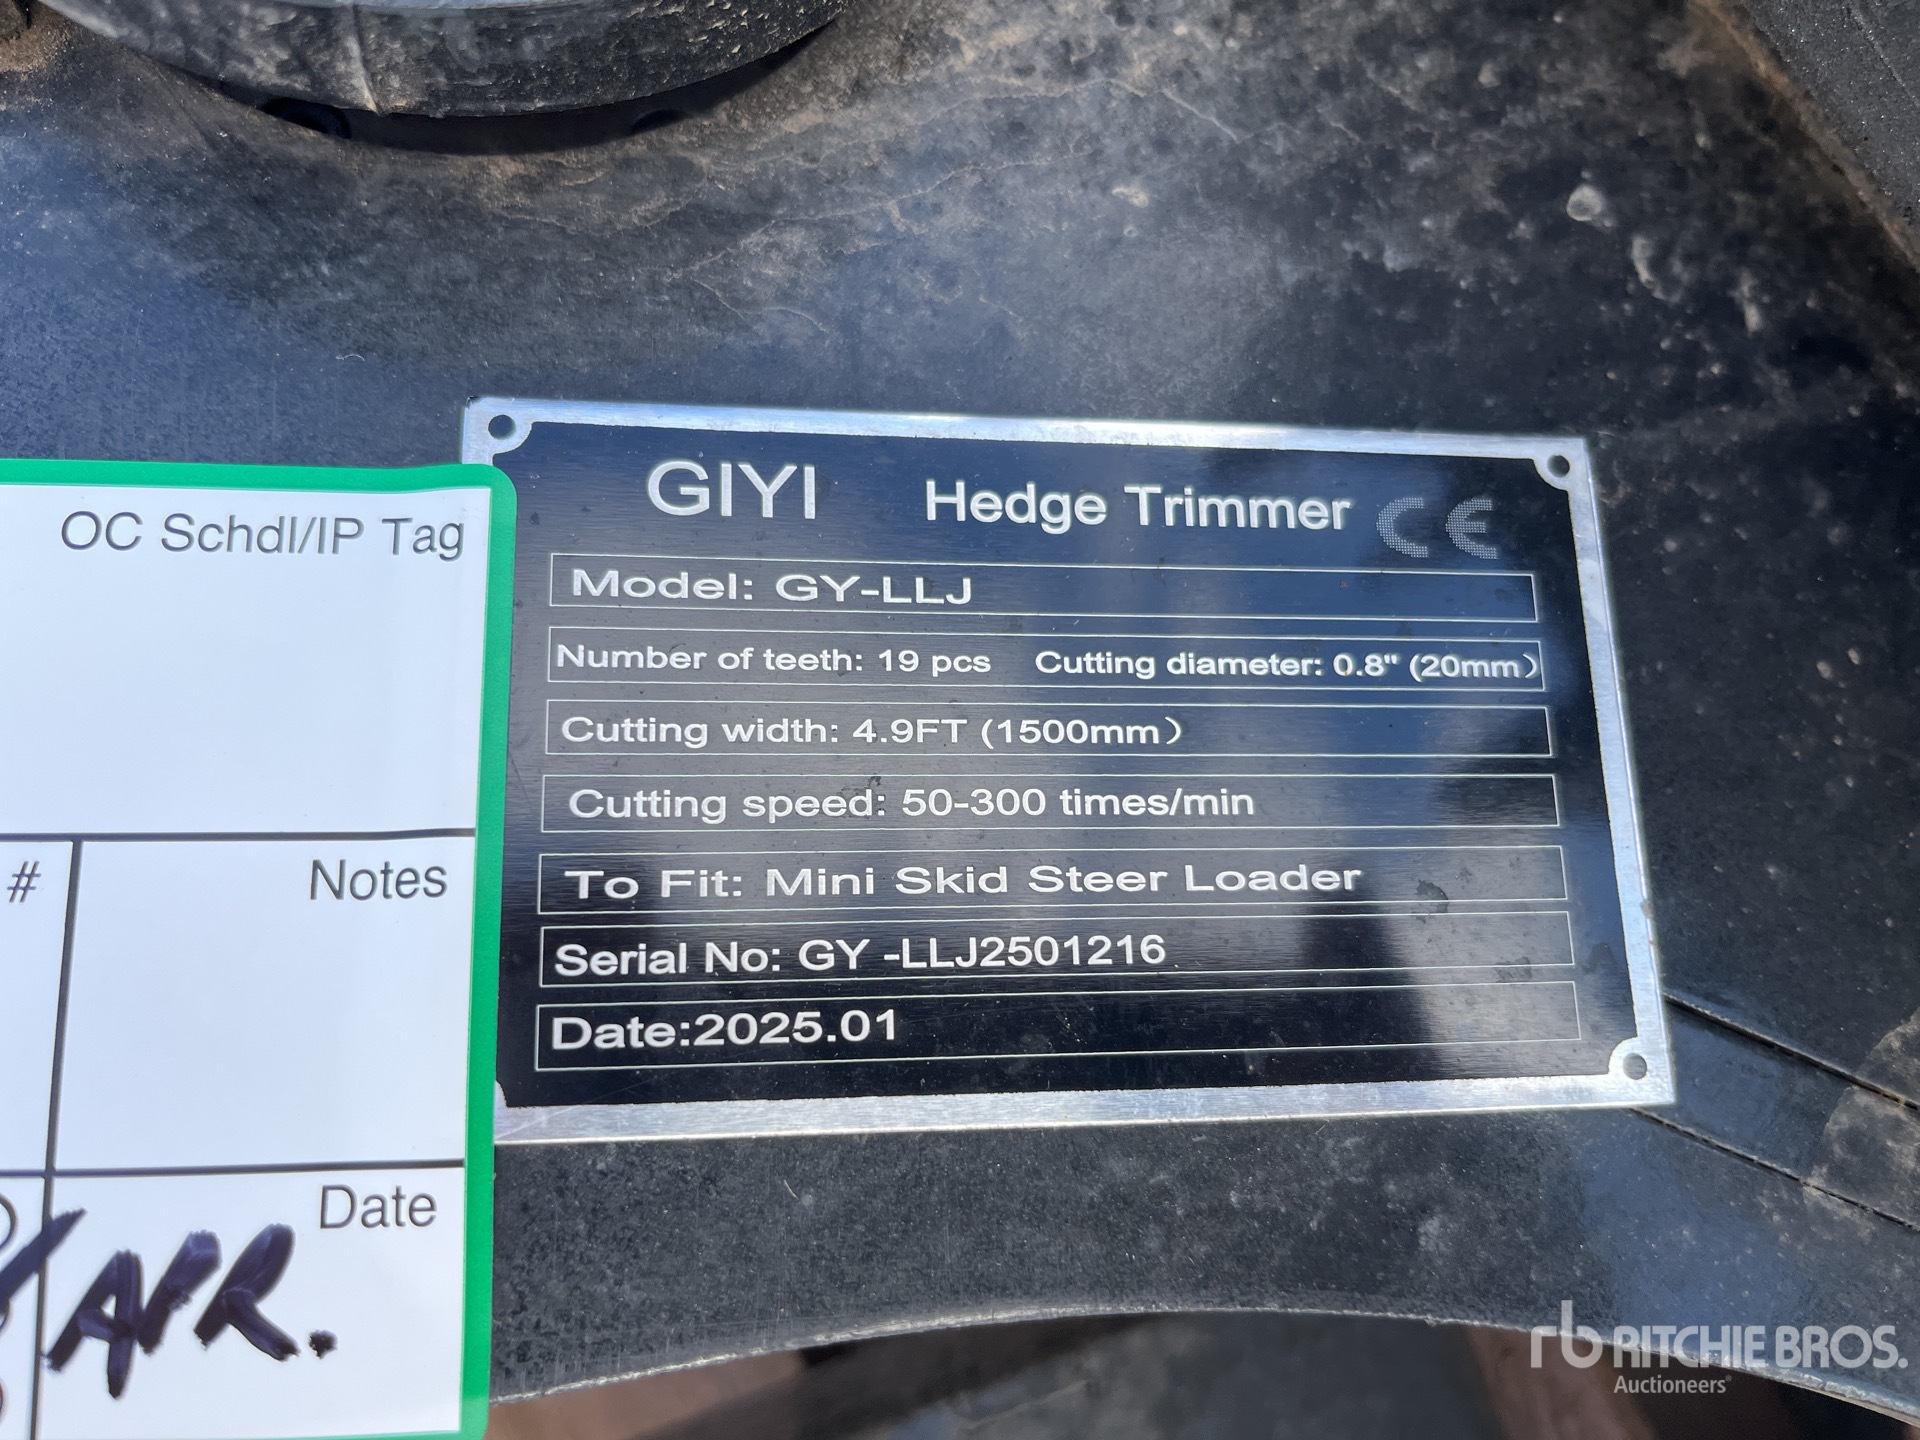 GIYI Hedge Trimmer CE
Model: GY-LLJ
Number of teeth: 19 pcs Cutting diameter: 0.8" (20mm)
Cutting width: 4.9FT (1500mm)
Cutting speed: 50-300 times/min
To Fit: Mini Skid Steer Loader
Serial No: GY -LLJ2501216
Date:2025.01
OC Schdl/IP Tag
#
Notes
Date
APR.
rb RITCHIE BROS.
Auctioneers